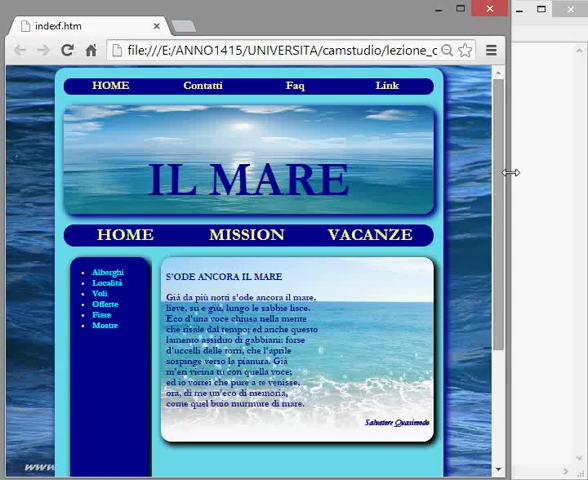 indexf.htm
file:///E:/ANNO1415/UNIVERSITA/camstudio/lezione_c
HOME Contatti Faq Link
IL MARE
HOME MISSION VACANZE
Alberghi
Località
Voli
Offerte
Fiere
Mostre
S'ODE ANCORA IL MARE
Già da più notti s'ode ancora il mare,
lieve, su e giù, lungo le sabbie lisce.
Eco d'una voce chiusa nella mente
che risale dal tempo; ed anche questo
lamento assiduo di gabbiani: forse
d'uccelli delle torri, che l'aprile
sospinge verso la pianura. Già
m'eri vicina tu con quella voce;
ed io vorrei che pure a te venisse,
ora, di me un'eco di memoria,
come quel buio murmure di mare.
Salvatore Quasimodo
www